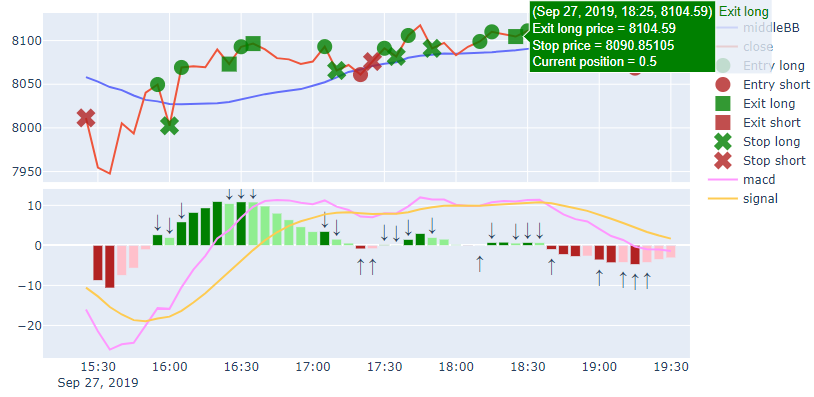 (Sep 27, 2019, 18:25, 8104.59)
Exit long price = 8104.59
Stop price = 8090.85105
Current position = 0.5
Exit long
middleBB
close
Entry long
Entry short
Exit long
Exit short
Stop long
Stop short
macd
signal
8100
8050
8000
7950
10
0
−10
−20
15:30
16:00
16:30
17:00
17:30
18:00
18:30
19:00
19:30
Sep 27, 2019